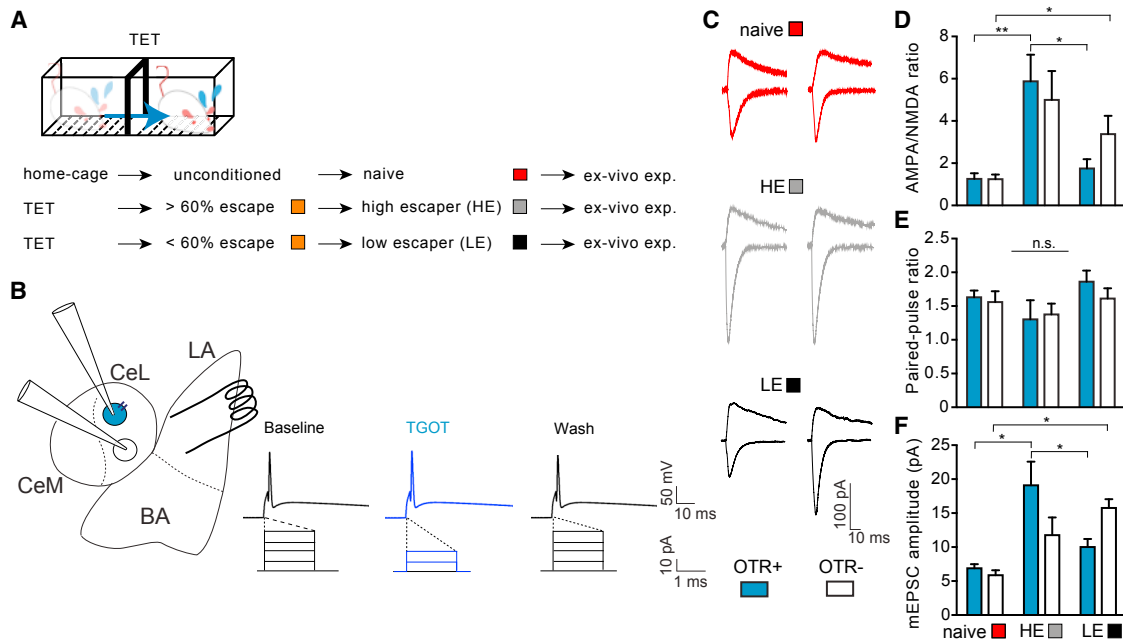 A
TET
home-cage unconditioned naive ex-vivo exp.
TET > 60% escape high escaper (HE) ex-vivo exp.
TET < 60% escape low escaper (LE) ex-vivo exp.
B
LA
CeL
CeM
BA
Baseline
TGOT
Wash
50 mV
10 ms
10 pA
1 ms
C
naive
HE
LE
100 pA
10 ms
OTR+ OTR-
D
*
** *
AMPA/NMDA ratio
8
6
4
2
0
E
n.s.
Paired-pulse ratio
2.5
2.0
1.5
1.0
0.5
0
F
*
* *
mEPSC amplitude (pA)
25
20
15
10
5
0
naive HE LE